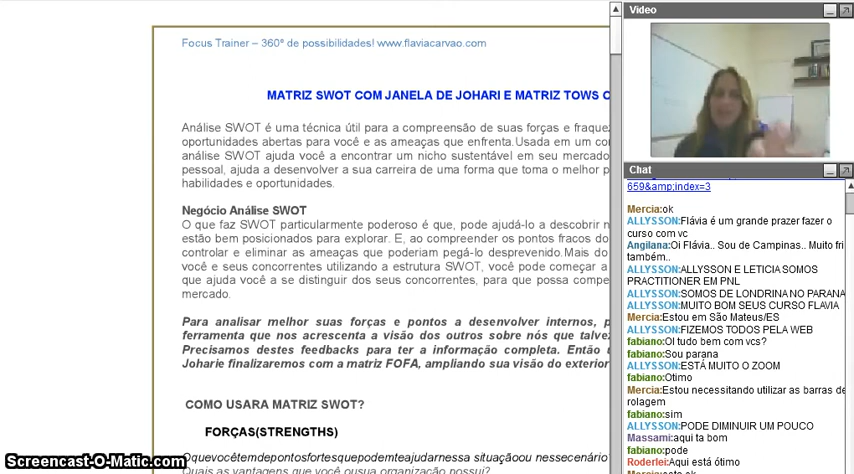 Focus Trainer – 360° de possibilidades! www.flaviacarvao.com
MATRIZ SWOT COM JANELA DE JOHARI E MATRIZ TOWS
Análise SWOT é uma técnica útil para a compreensão de suas forças e
oportunidades abertas para você e as ameaças que enfrenta.Usada em um
análise SWOT ajuda você a encontrar um nicho sustentável em seu mercado
pessoal, ajuda a desenvolver a sua carreira de uma forma que toma o melhor
habilidades e oportunidades.
Negócio Análise SWOT
O que faz SWOT particularmente poderoso é que, pode ajudá-lo a descobrir
estão bem posicionados para explorar. E, ao compreender os pontos fracos do
controlar e eliminar as ameaças que poderiam pegá-lo desprevenido.Mais do
você e seus concorrentes utilizando a estrutura SWOT, você pode começar a
que ajuda você a se distinguir dos seus concorrentes, para que possa
mercado.
Para analisar melhor suas forças e pontos a desenvolver internos,
ferramenta que nos acrescenta a visão dos outros sobre nós que
Precisamos destes feedbacks para ter a informação completa. Então
Joharie finalizaremos com a matriz FOFA, ampliando sua visão do exterior
COMO USARA MATRIZ SWOT?
FORÇAS(STRENGTHS)
Oquevocêtemdepontosfortesquepodemteajudarnessa situaçãoou nessecenário
Quais as vantagens que você ousua organização possui?
Screencast-O-Matic.com
Video
Chat
659&amp;index=3
Mercia:ok
ALLYSSON:Flávia é um grande prazer fazer o
curso com vc
Angilana:Oi Flávia.. Sou de Campinas.. Muito frio
também..
ALLYSSON:ALLYSSON E LETICIA SOMOS
PRACTITIONER EM PNL
ALLYSSON:SOMOS DE LONDRINA NO PARANA
ALLYSSON:MUITO BOM SEUS CURSO FLAVIA
Mercia:Estou em São Mateus/ES
ALLYSSON:FIZEMOS TODOS PELA WEB
fabiano:OI tudo bem com vcs?
fabiano:Sou parana
ALLYSSON:ESTÁ MUITO O ZOOM
fabiano:Otimo
Mercia:Estou necessitando utilizar as barras de
rolagem
fabiano:sim
ALLYSSON:PODE DIMINUIR UM POUCO
Massami:aqui ta bom
fabiano:pode
Roderlei:Aqui está ótimo